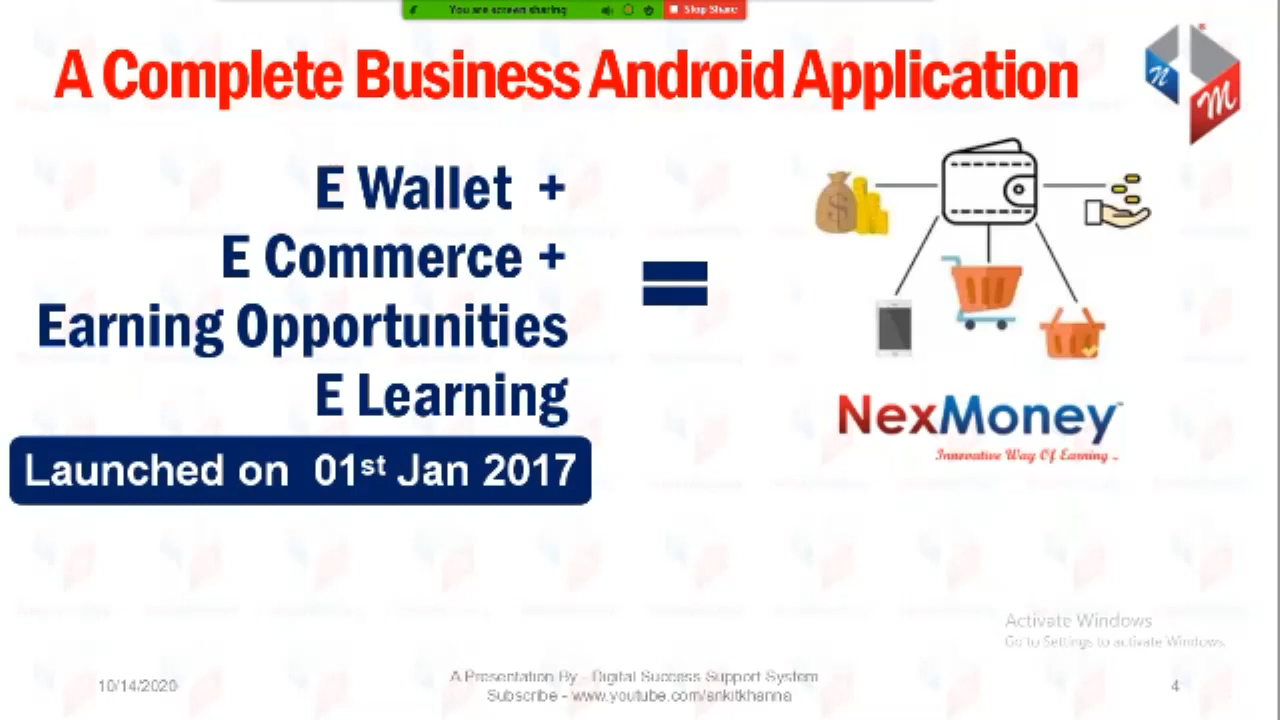 You are screen sharing Stop Share
A Complete Business Android Application
n M
E Wallet +
E Commerce +
Earning Opportunities
E Learning
Launched on 01st Jan 2017
$
=
NexMoney™
Innovative Way Of Earning ..
Activate Windows
Go to Settings to activate Windows.
10/14/2020
A Presentation By - Digital Success Support System
Subscribe - www.youtube.com/ankitkhanna
4